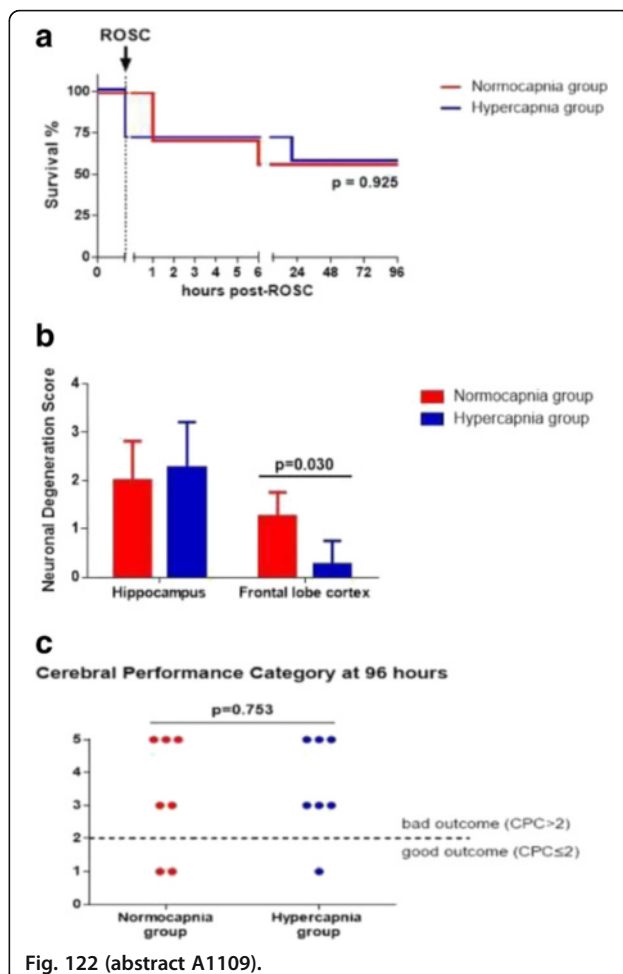 a
ROSC
Normocapnia group
Hypercapnia group
Survival %
100
75
50
25
0
p = 0.925
0 1 2 3 4 5 6 24 48 72 96
hours post-ROSC
b
Neuronal Degeneration Score
4
3
2
1
0
Normocapnia group
Hypercapnia group
p=0.030
Hippocampus Frontal lobe cortex
c
Cerebral Performance Category at 96 hours
p=0.753
5
4
3
2
1
0
bad outcome (CPC>2)
good outcome (CPC≤2)
Normocapnia Hypercapnia
group group
Fig. 122 (abstract A1109).